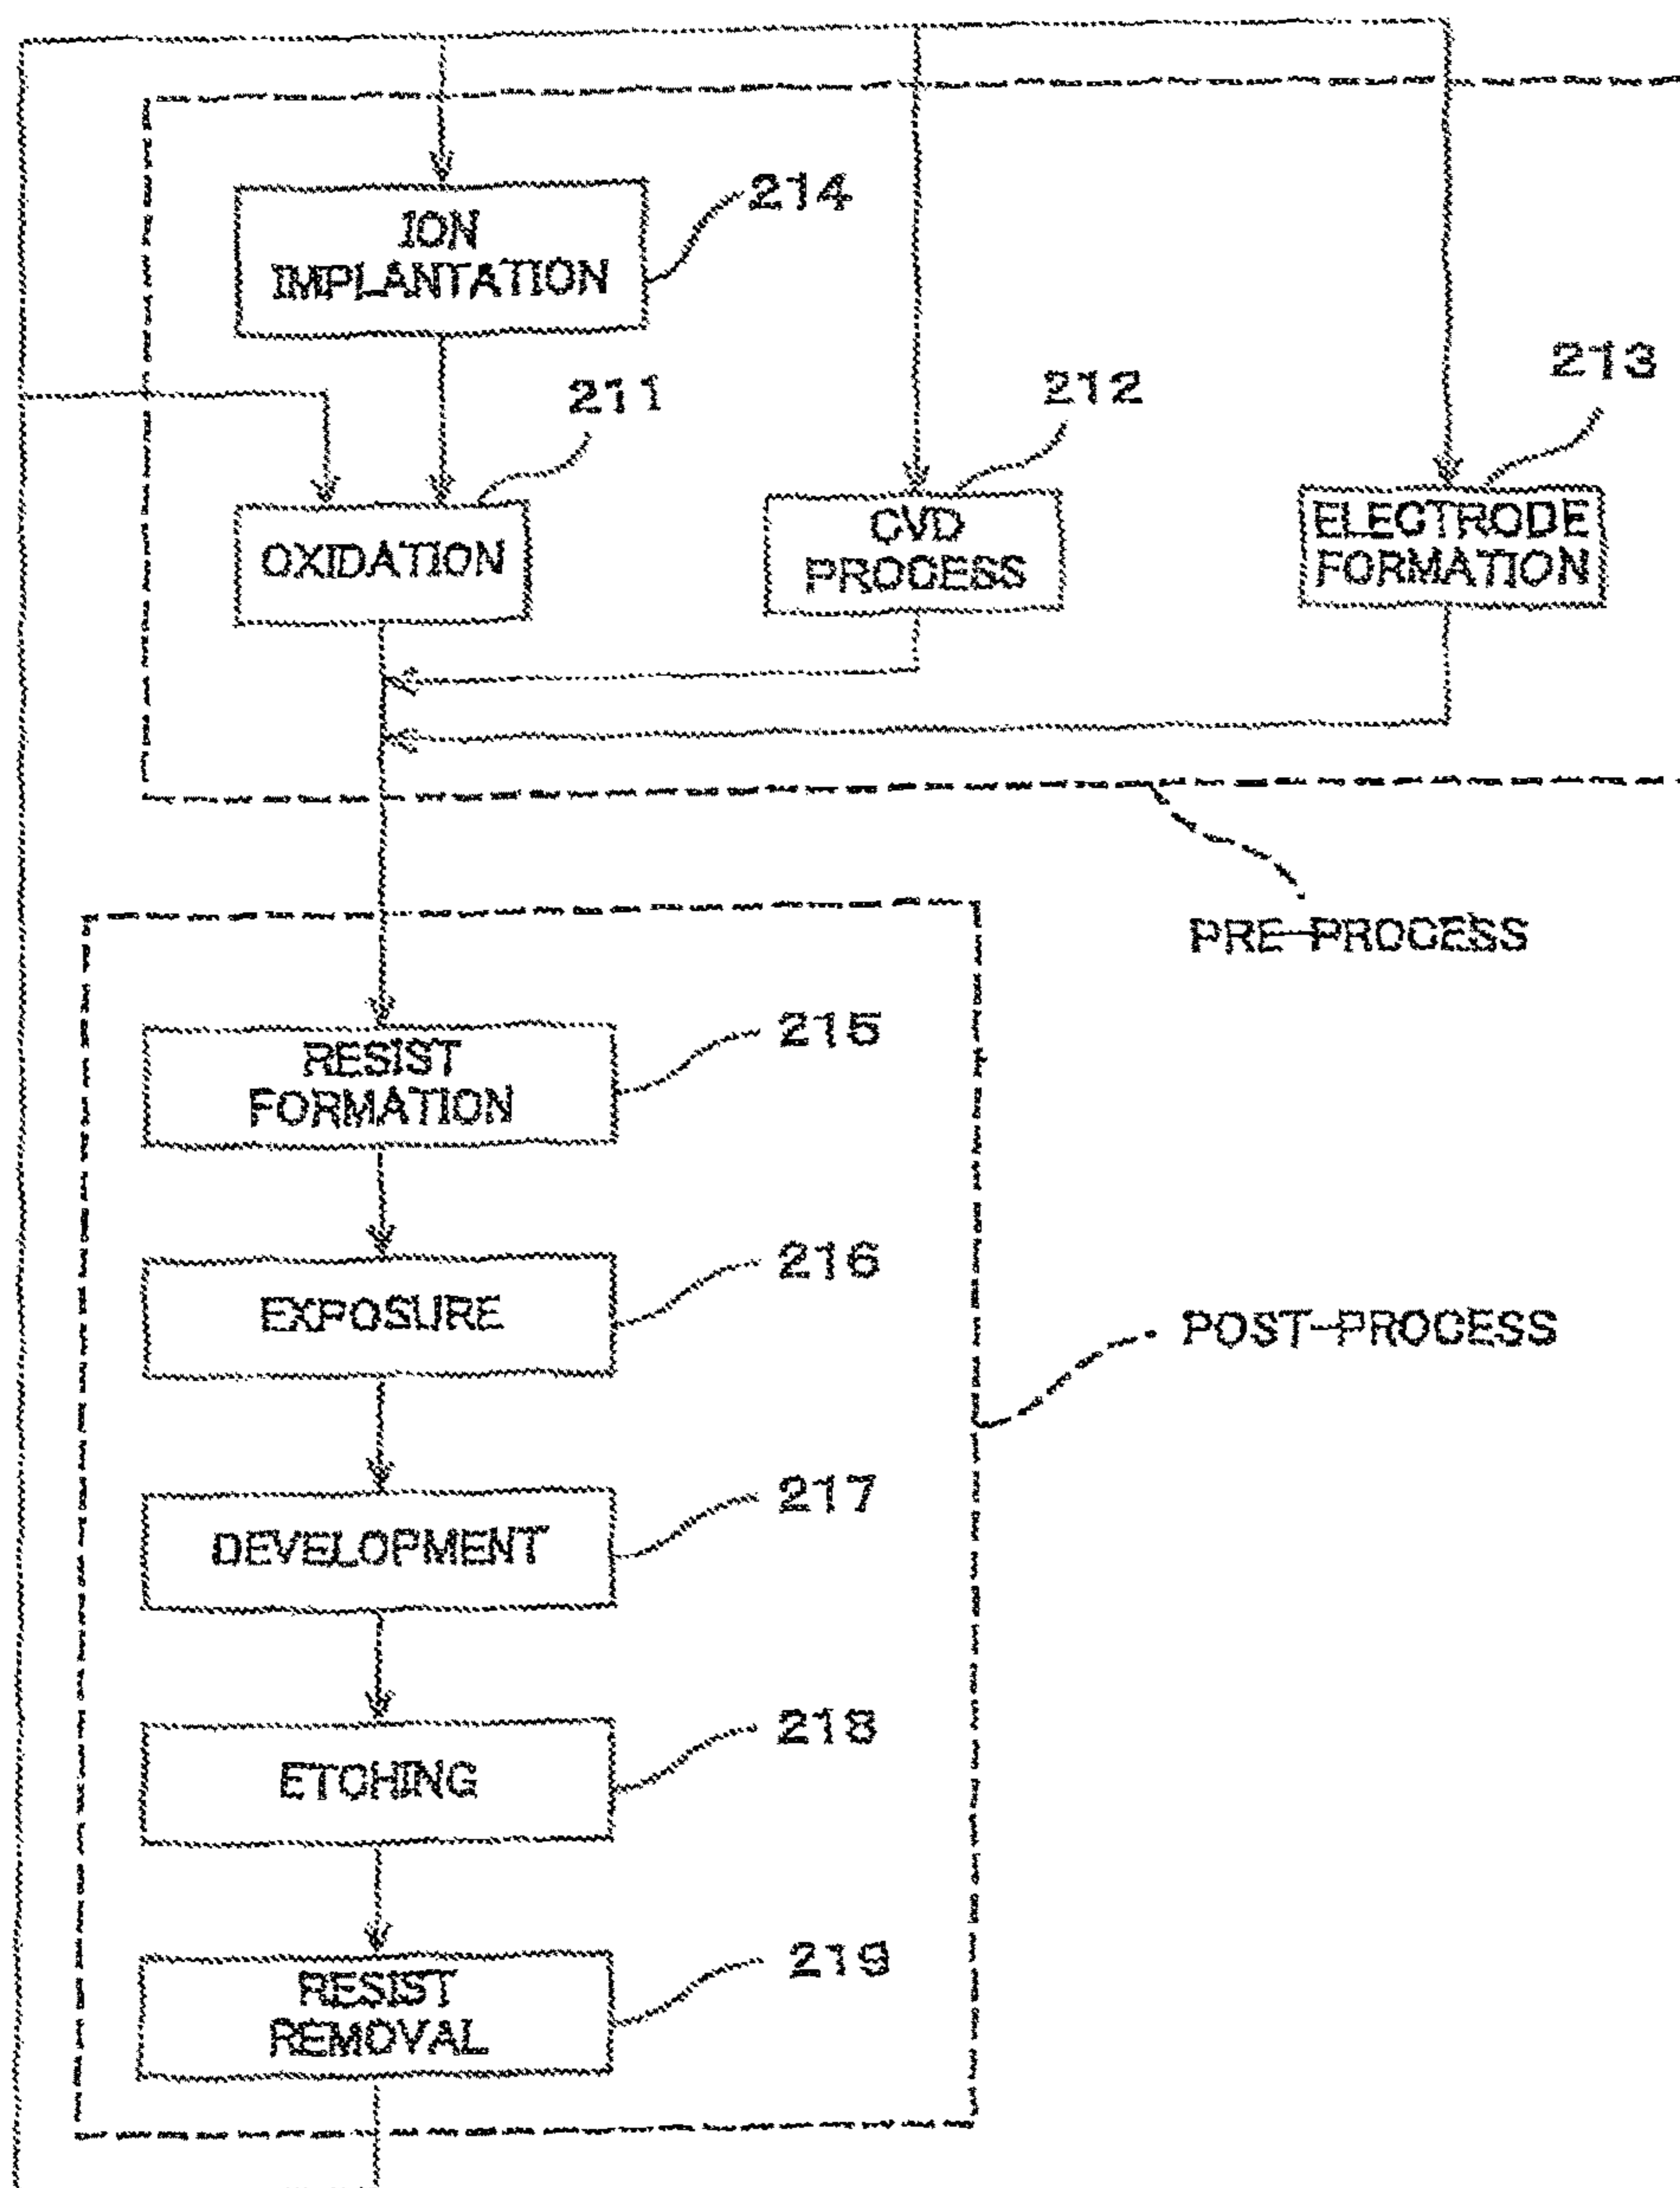 214
ION
IMPLANTATION
211
212
213
OXIDATION
CVD
PROCESS
ELECTRODE
FORMATION
PRE-PROCESS
RESIST
FORMATION
215
EXPOSURE
216
POST-PROCESS
DEVELOPMENT
217
ETCHING
218
RESIST
REMOVAL
219